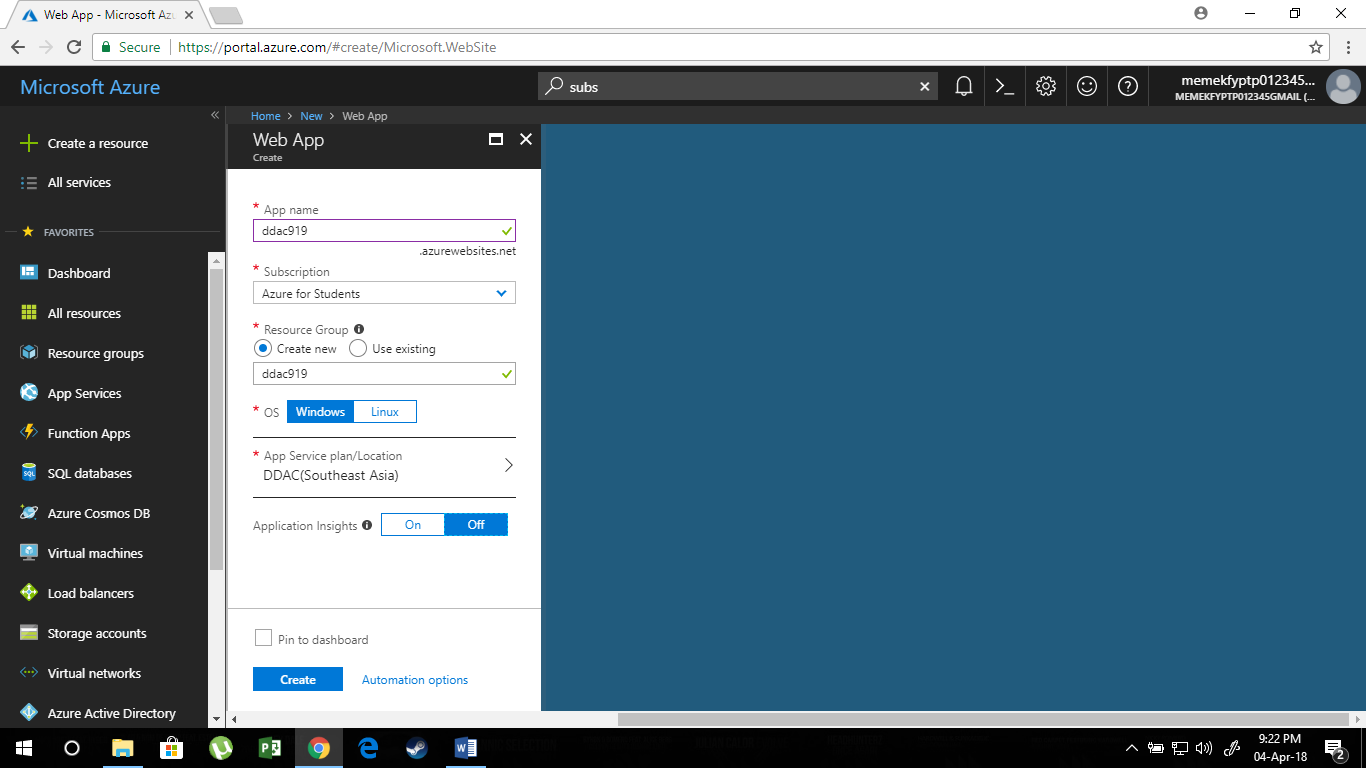 Web App - Microsoft Azu
Secure
https://portal.azure.com/#create/Microsoft.WebSite
Microsoft Azure
subs
memekfyptp012345...
MEMEKFYPTP012345GMAIL (...
Home > New > Web App
Web App
Create
Create a resource
All services
FAVORITES
Dashboard
All resources
Resource groups
App Services
Function Apps
SQL databases
Azure Cosmos DB
Virtual machines
Load balancers
Storage accounts
Virtual networks
Azure Active Directory
* App name
ddac919
.azurewebsites.net
* Subscription
Azure for Students
* Resource Group
Create new Use existing
ddac919
* OS Windows Linux
* App Service plan/Location
DDAC(Southeast Asia)
Application Insights On Off
Pin to dashboard
Create Automation options
9:22 PM
04-Apr-18
2